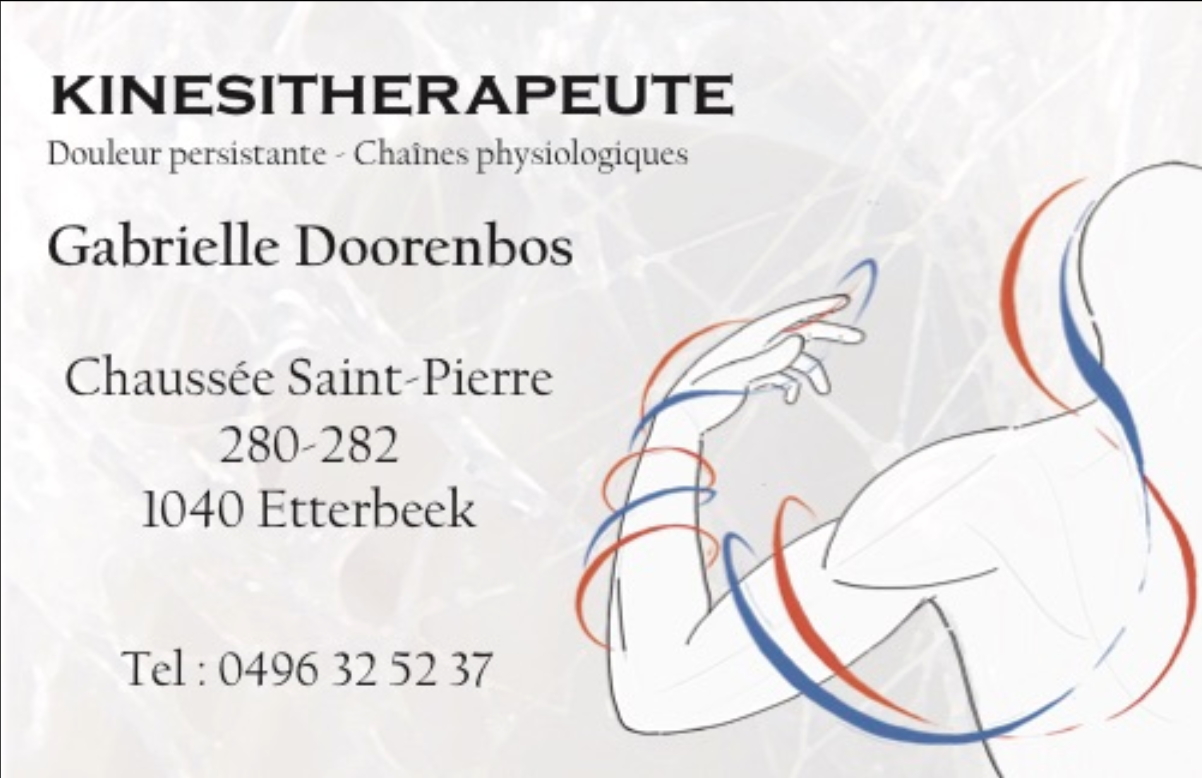 KINESITHERAPEUTE
Douleur persistante - Chaînes physiologiques
Gabrielle Doorenbos
Chaussée Saint-Pierre
280-282
1040 Etterbeek
Tel : 0496 32 52 37